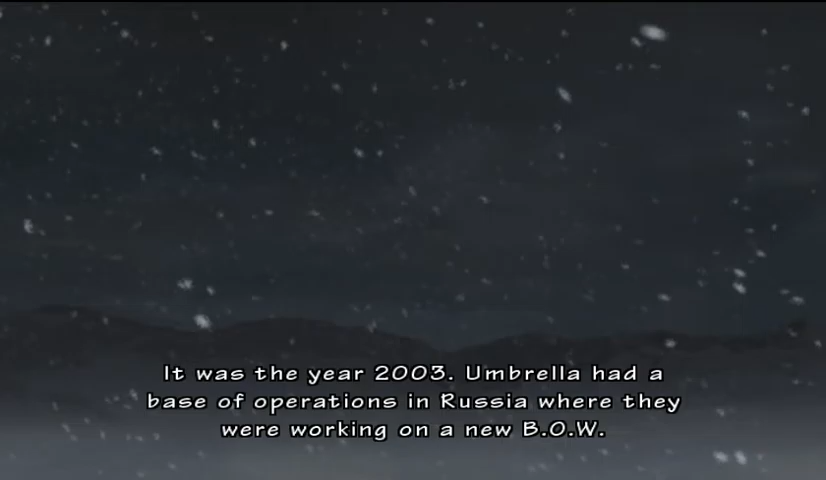 It was the year 2003. Umbrella had a
base of operations in Russia where they
were working on a new B.O.W.